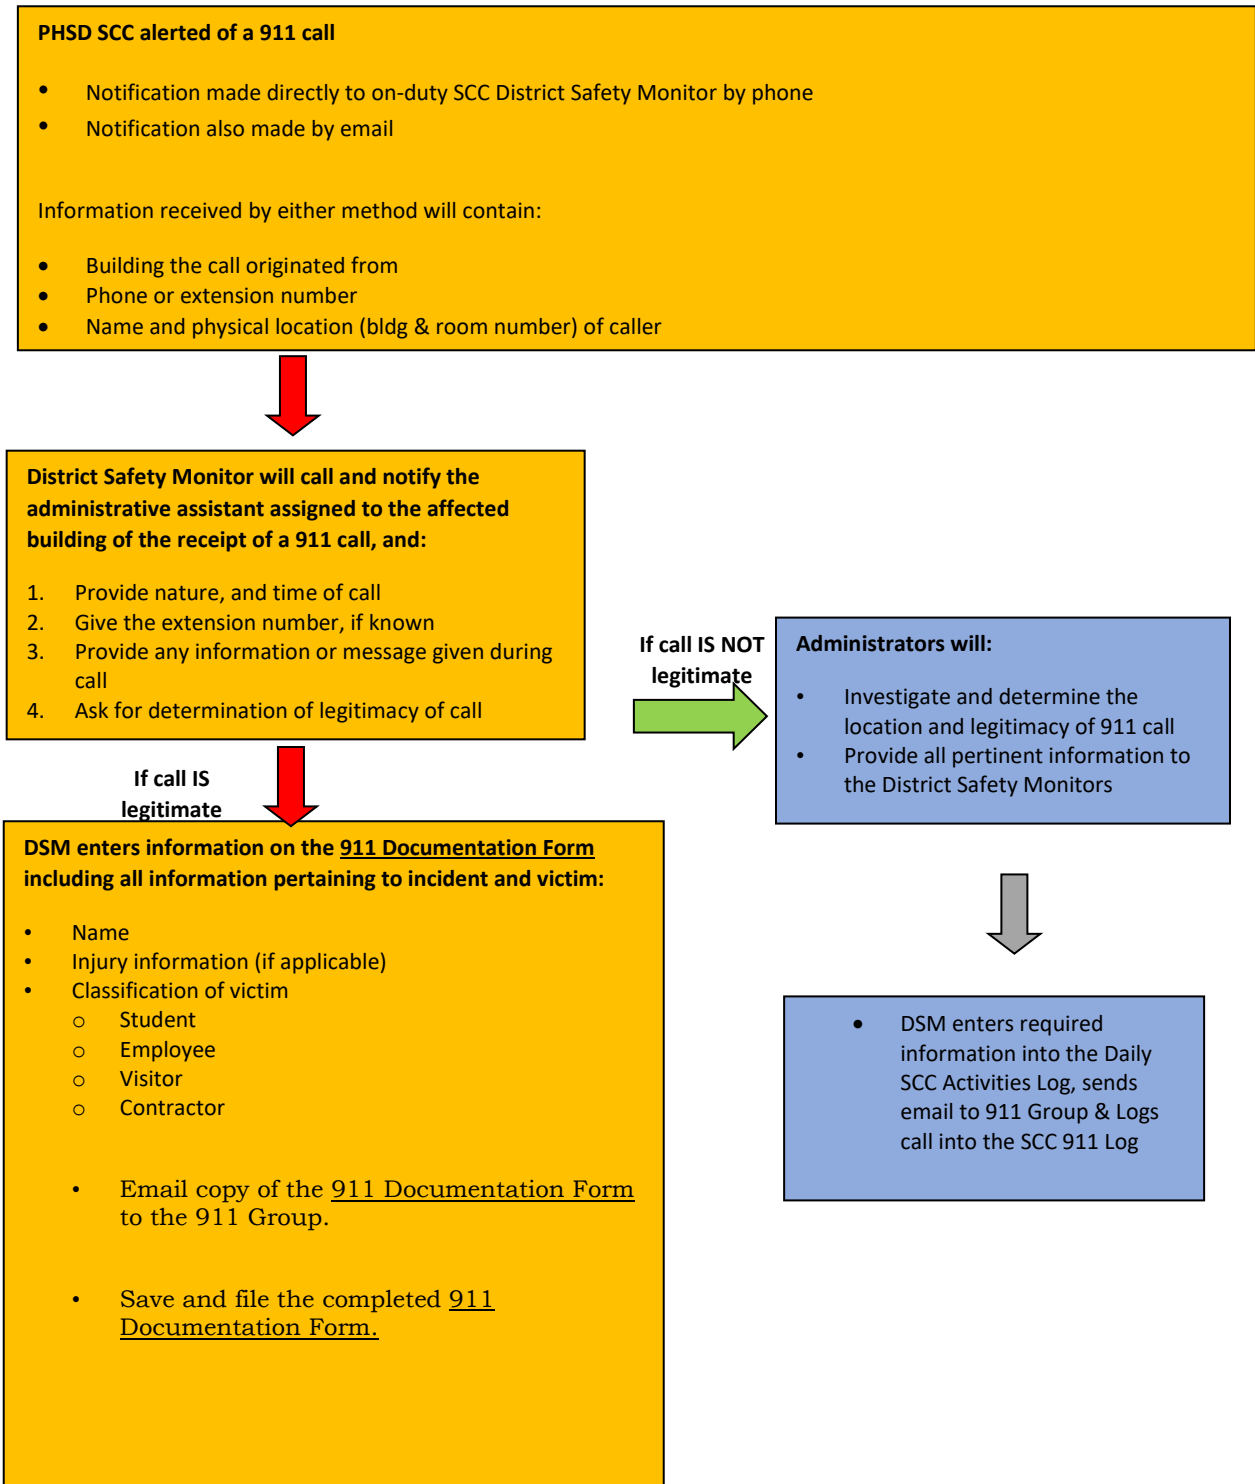 PHSD SCC alerted of a 911 call
• Notification made directly to on-duty SCC District Safety Monitor by phone
• Notification also made by email
Information received by either method will contain:
• Building the call originated from
• Phone or extension number
• Name and physical location (bldg & room number) of caller
District Safety Monitor will call and notify the
administrative assistant assigned to the affected
building of the receipt of a 911 call, and:
1. Provide nature, and time of call
2. Give the extension number, if known
3. Provide any information or message given during
call
4. Ask for determination of legitimacy of call
If call IS NOT
legitimate
Administrators will:
• Investigate and determine the
location and legitimacy of 911 call
• Provide all pertinent information to
the District Safety Monitors
If call IS
legitimate
DSM enters information on the 911 Documentation Form
including all information pertaining to incident and victim:
• Name
• Injury information (if applicable)
• Classification of victim
o Student
o Employee
o Visitor
o Contractor
• Email copy of the 911 Documentation Form
to the 911 Group.
• Save and file the completed 911
Documentation Form.
• DSM enters required
information into the Daily
SCC Activities Log, sends
email to 911 Group & Logs
call into the SCC 911 Log